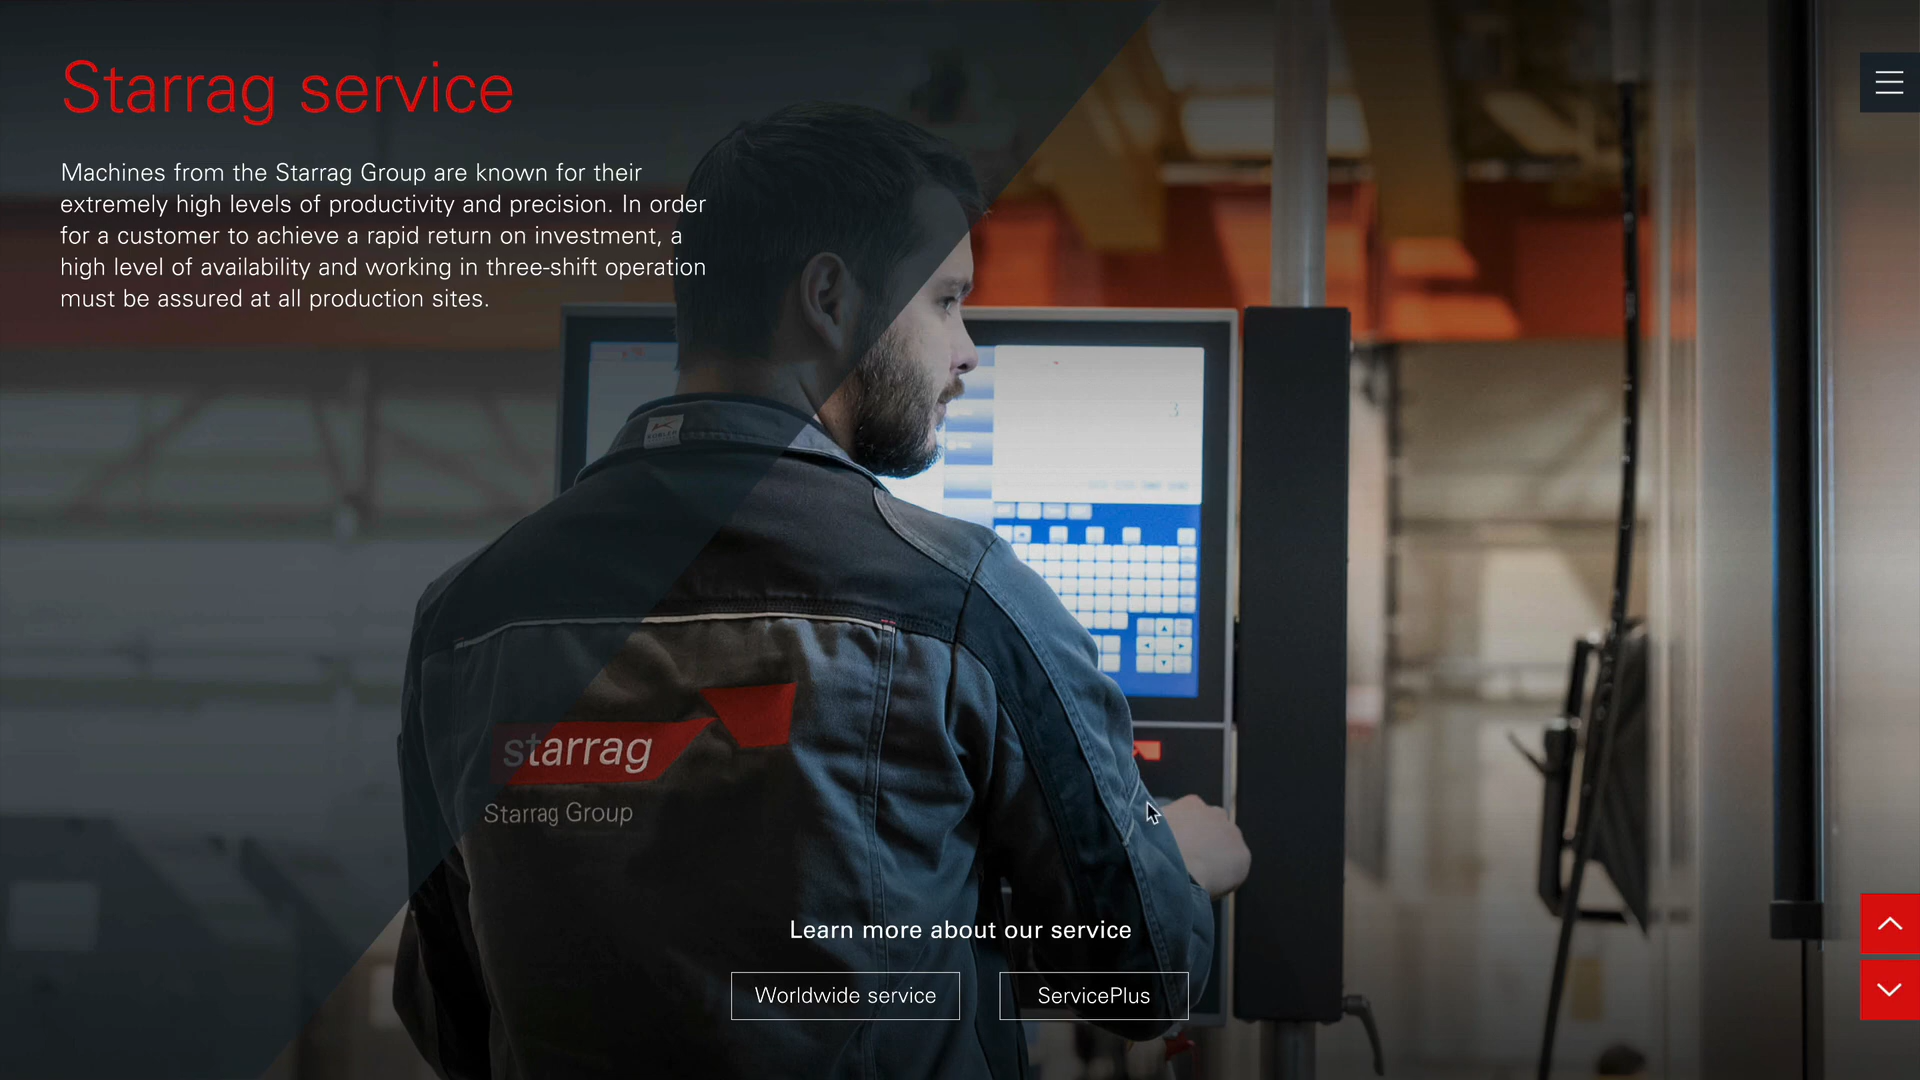 Starrag service
Machines from the Starrag Group are known for their
extremely high levels of productivity and precision. In order
for a customer to achieve a rapid return on investment, a
high level of availability and working in three-shift operation
must be assured at all production sites.
3
starrag
Starrag Group
Learn more about our service
Worldwide service
ServicePlus